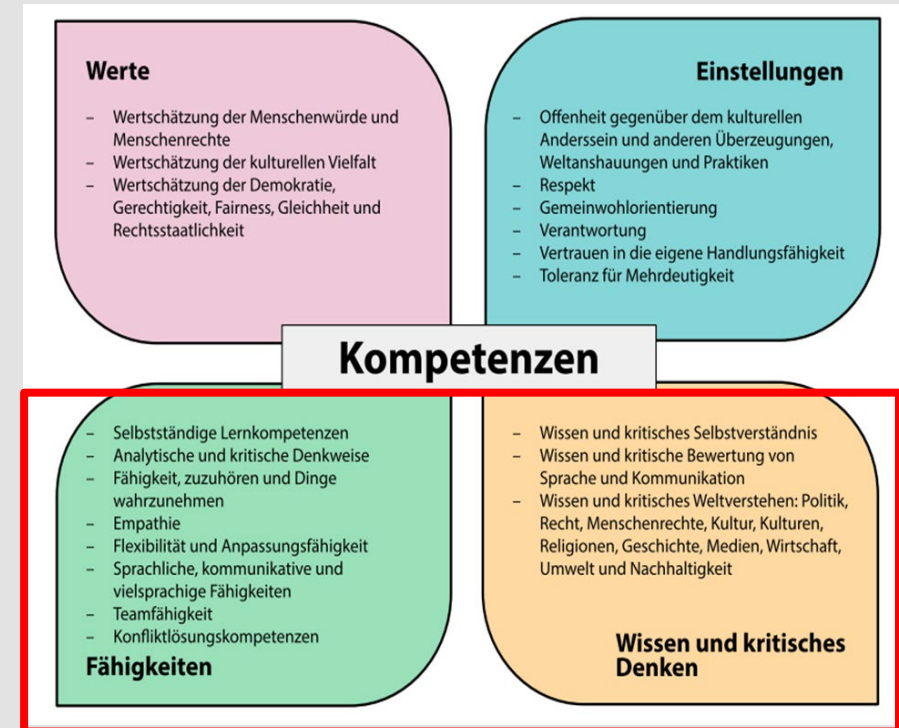 Werte
– Wertschätzung der Menschenwürde und
Menschenrechte
– Wertschätzung der kulturellen Vielfalt
– Wertschätzung der Demokratie,
Gerechtigkeit, Fairness, Gleichheit und
Rechtsstaatlichkeit
Einstellungen
– Offenheit gegenüber dem kulturellen
Anderssein und anderen Überzeugungen,
Weltanshauungen und Praktiken
– Respekt
– Gemeinwohlorientierung
– Verantwortung
– Vertrauen in die eigene Handlungsfähigkeit
– Toleranz für Mehrdeutigkeit
Kompetenzen
– Selbstständige Lernkompetenzen
– Analytische und kritische Denkweise
– Fähigkeit, zuzuhören und Dinge
wahrzunehmen
– Empathie
– Flexibilität und Anpassungsfähigkeit
– Sprachliche, kommunikative und
vielsprachige Fähigkeiten
– Teamfähigkeit
– Konfliktlösungskompetenzen
Fähigkeiten
– Wissen und kritisches Selbstverständnis
– Wissen und kritische Bewertung von
Sprache und Kommunikation
– Wissen und kritisches Weltverstehen: Politik,
Recht, Menschenrechte, Kultur, Kulturen,
Religionen, Geschichte, Medien, Wirtschaft,
Umwelt und Nachhaltigkeit
Wissen und kritisches
Denken